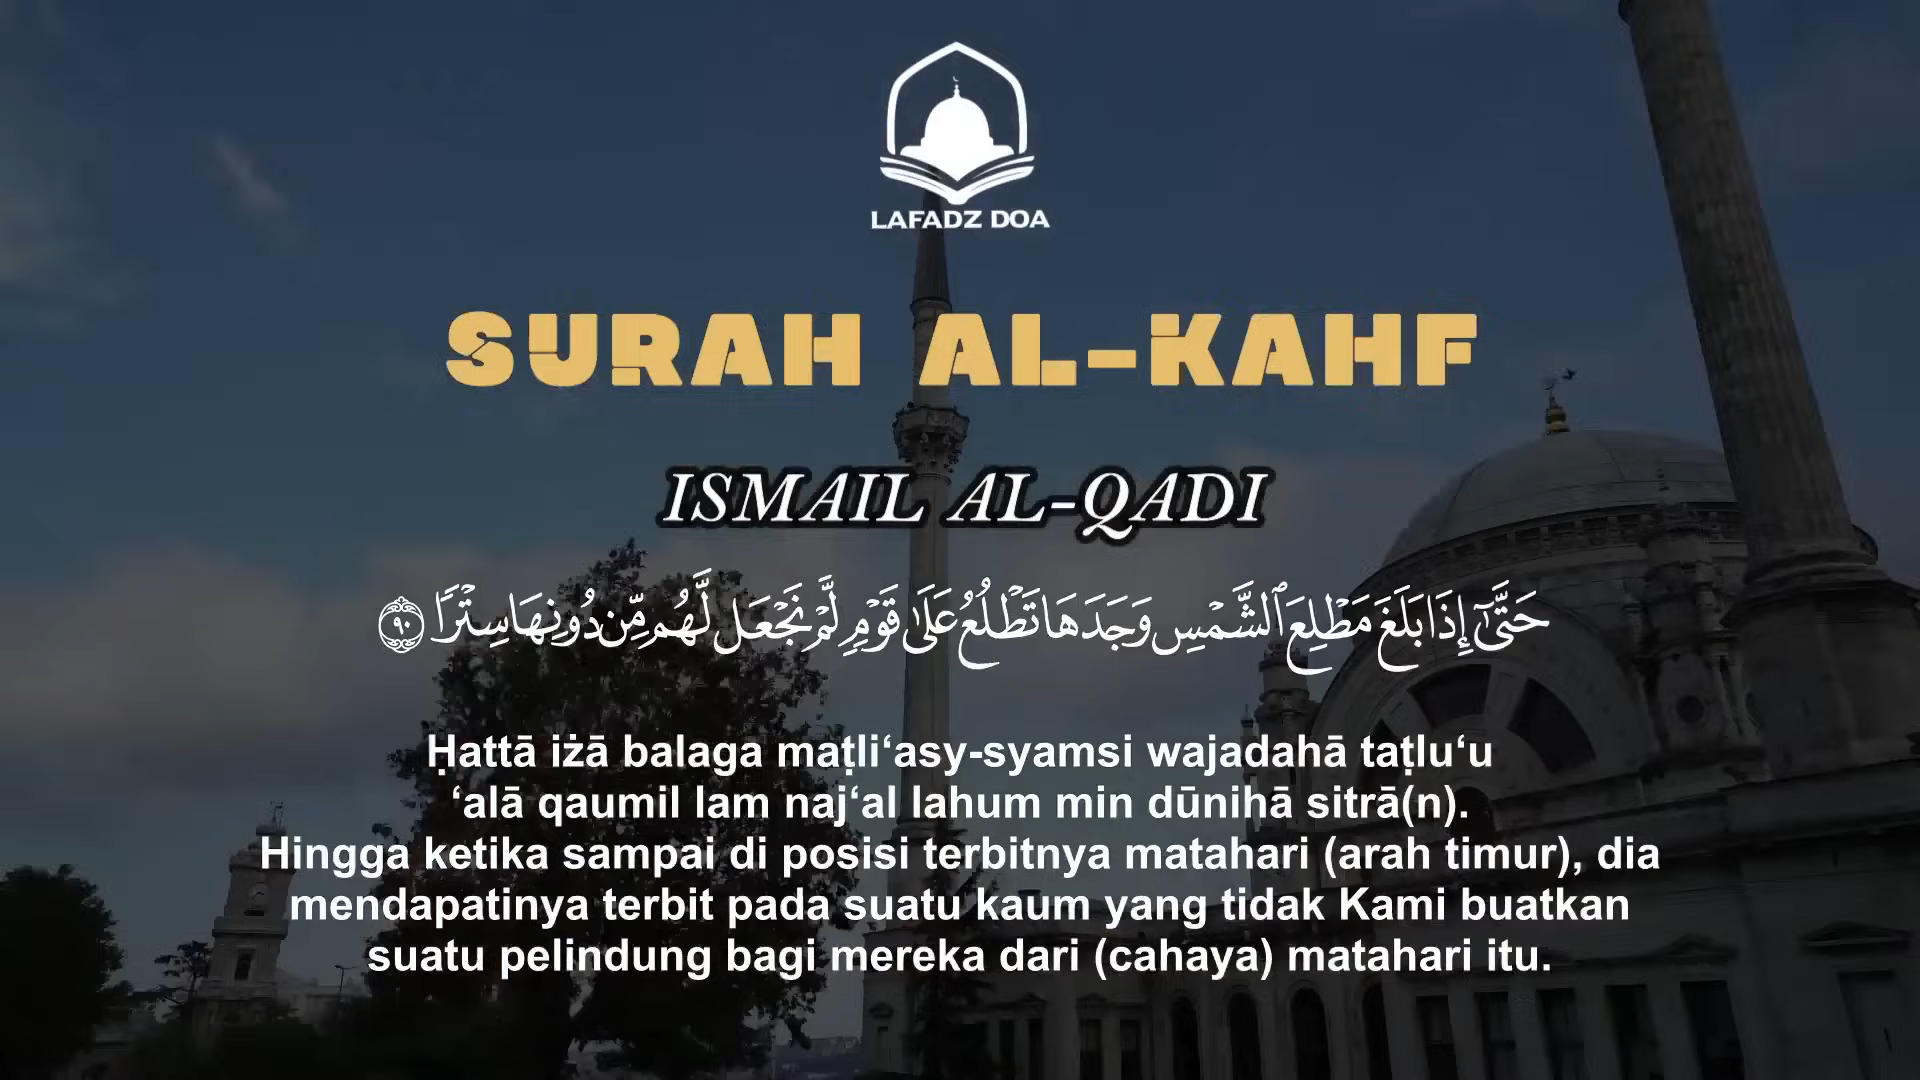 LAFADZ DOA
SURAH AL-KAHF
ISMAIL AL-QADI
حَتَّىٰٓ إِذَا بَلَغَ مَطْلِعَ ٱلشَّمْسِ وَجَدَهَا تَطْلُعُ عَلَىٰ قَوْمٍ لَّمْ نَجْعَل لَّهُم مِّن دُونِهَا سِتْرًا ٩٠
Ḥattā iżā balaga maṭli‘asy-syamsi wajadahā taṭlu‘u
‘alā qaumil lam naj‘al lahum min dūnihā sitrā(n).
Hingga ketika sampai di posisi terbitnya matahari (arah timur), dia
mendapatinya terbit pada suatu kaum yang tidak Kami buatkan
suatu pelindung bagi mereka dari (cahaya) matahari itu.